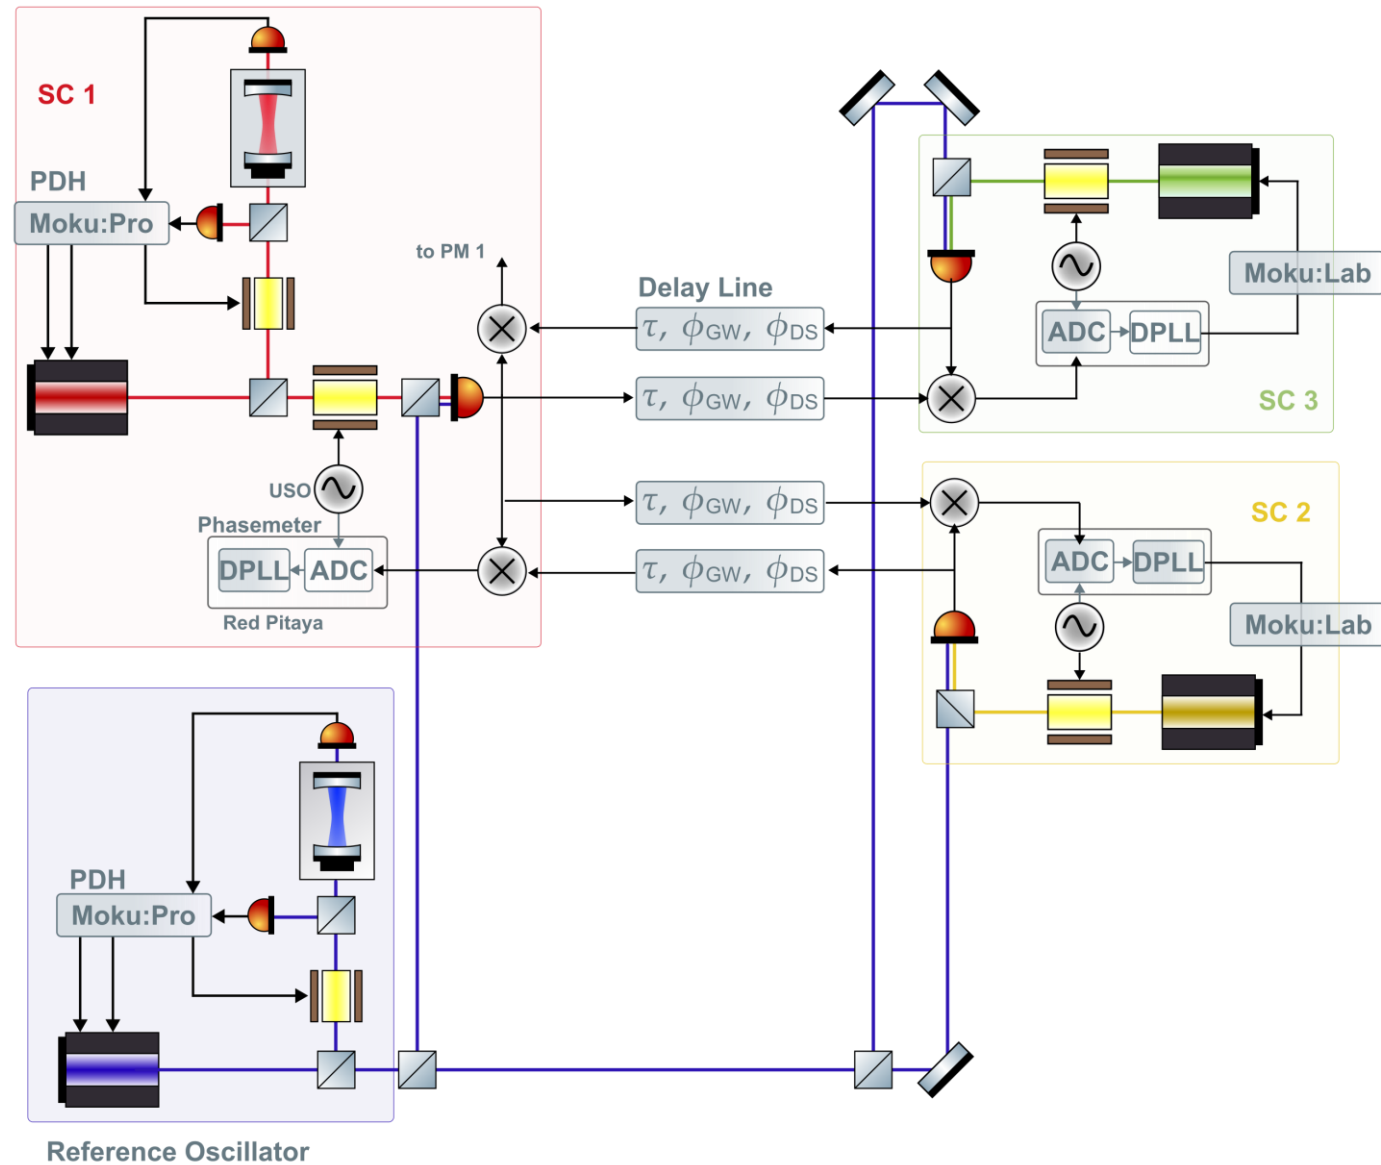 SC 1
PDH
Moku:Pro
to PM 1
Delay Line
τ, ϕGW, ϕDS
τ, ϕGW, ϕDS
τ, ϕGW, ϕDS
τ, ϕGW, ϕDS
USO
Phasemeter
DPLL
ADC
Red Pitaya
Moku:Lab
ADC
DPLL
SC 3
SC 2
ADC
DPLL
Moku:Lab
PDH
Moku:Pro
Reference Oscillator